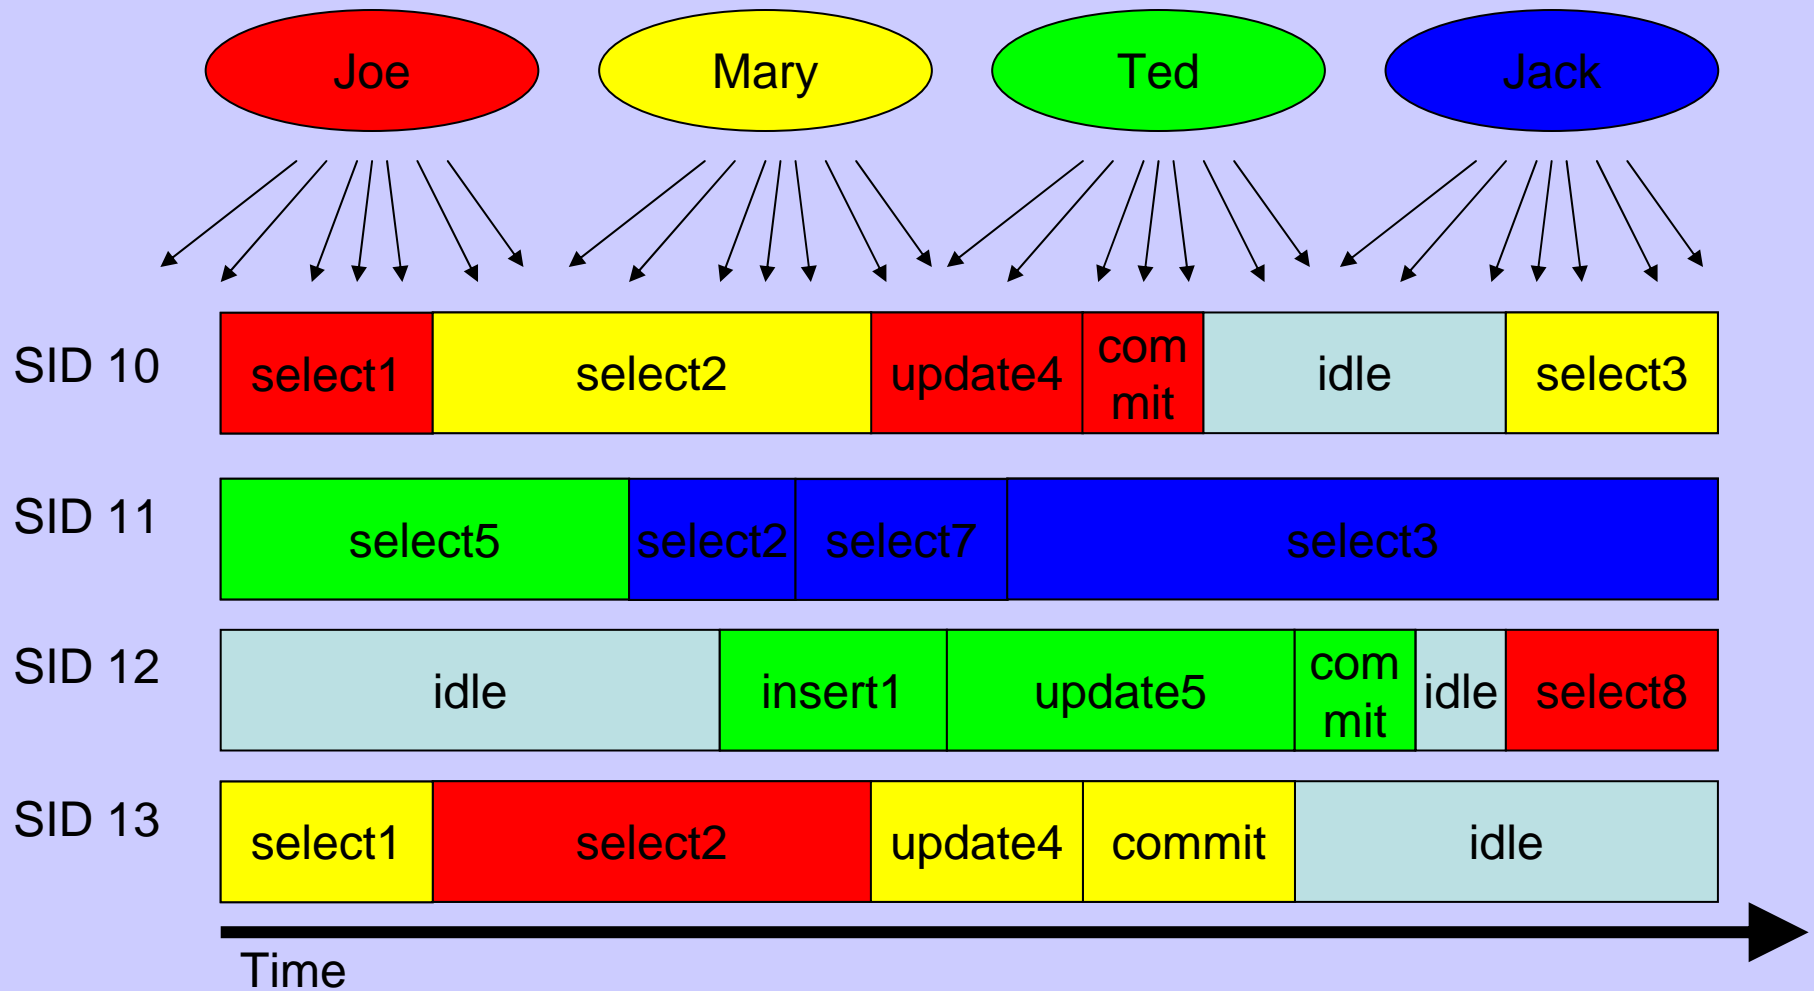 Joe Mary Ted Jack
SID 10 select1 select2 update4 com
mit idle select3
SID 11 select5 select2 select7 select3
SID 12 idle insert1 update5 com
mit idle select8
SID 13 select1 select2 update4 commit idle
Time